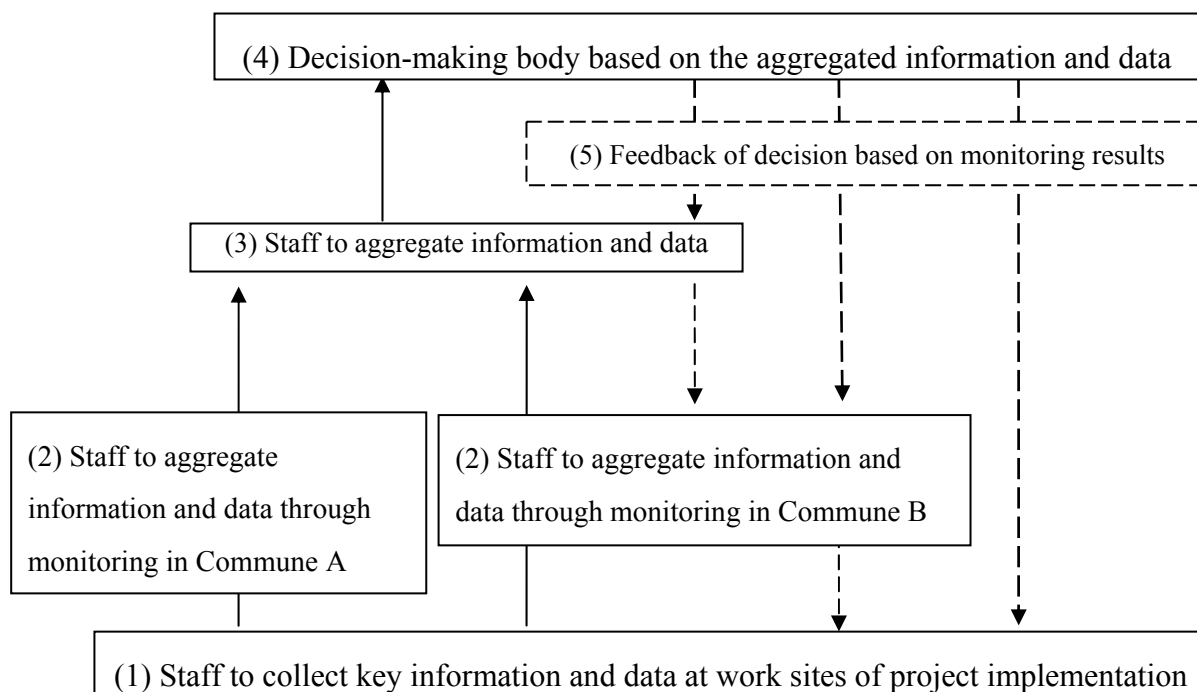 (4) Decision-making body based on the aggregated information and data
(5) Feedback of decision based on monitoring results
(3) Staff to aggregate information and data
(2) Staff to aggregate
information and data through
monitoring in Commune A
(2) Staff to aggregate information and
data through monitoring in Commune B
(1) Staff to collect key information and data at work sites of project implementation